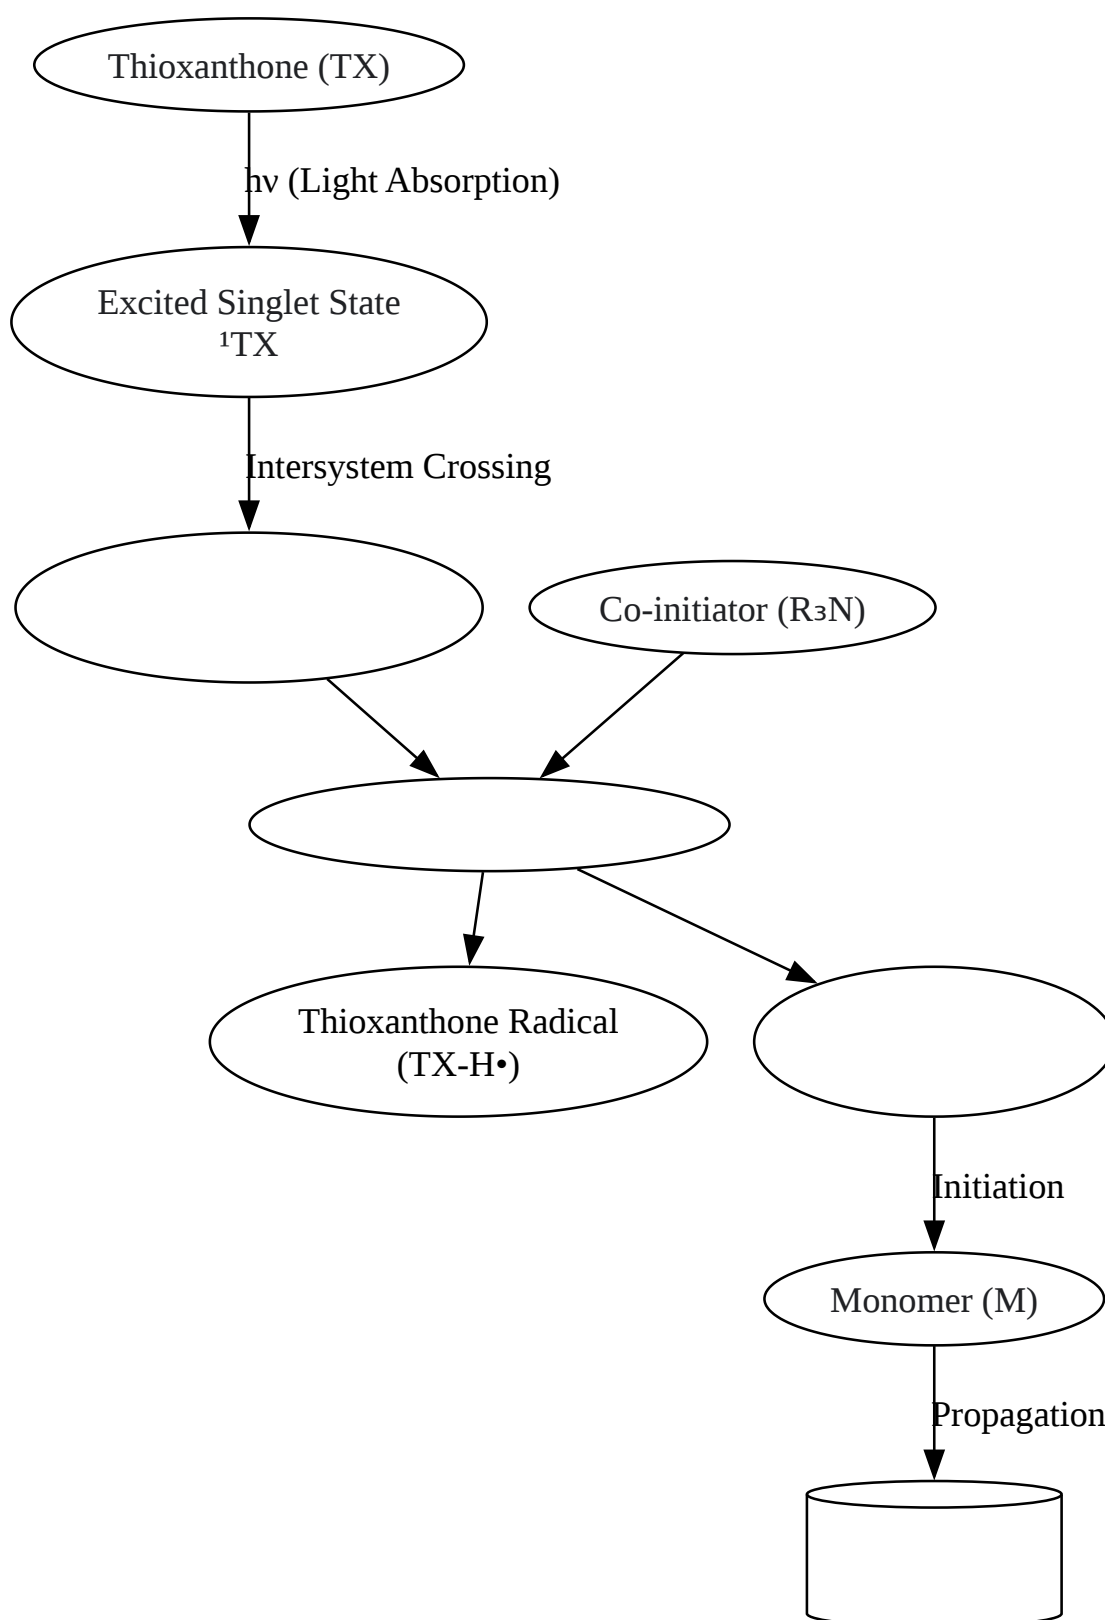 Thioxanthone (TX)
hν (Light Absorption)
Excited Singlet State
¹TX
Intersystem Crossing
Co-initiator (R₃N)
Thioxanthone Radical
(TX-H•)
Initiation
Monomer (M)
Propagation